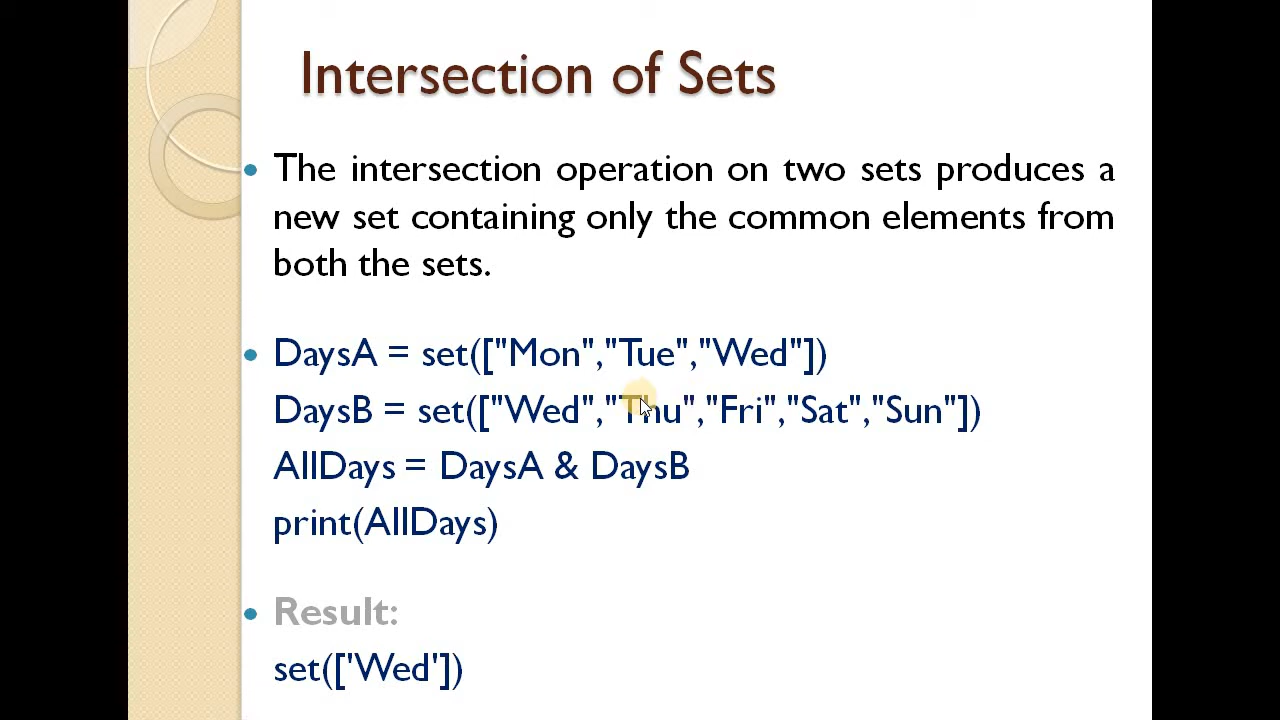 Intersection of Sets
The intersection operation on two sets produces a
new set containing only the common elements from
both the sets.
DaysA = set(["Mon","Tue","Wed"])
DaysB = set(["Wed","Thu","Fri","Sat","Sun"])
AllDays = DaysA & DaysB
print(AllDays)
Result:
set(['Wed'])